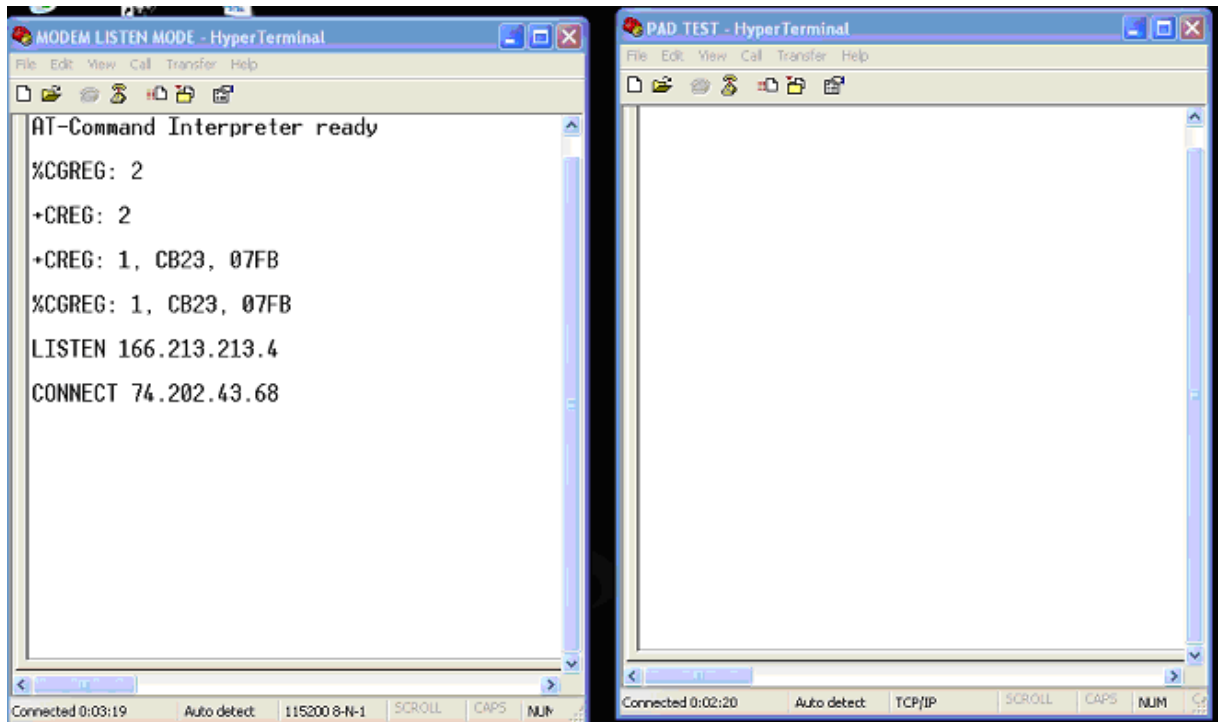 MODEM LISTEN MODE - HyperTerminal
File Edit View Call Transfer Help
AT-Command Interpreter ready
%CGREG: 2
+CREG: 2
+CREG: 1, CB23, 07FB
%CGREG: 1, CB23, 07FB
LISTEN 166.213.213.4
CONNECT 74.202.43.68
Connected 0:03:19 Auto detect 115200 8-N-1 SCROLL CAPS NUM
PAD TEST - HyperTerminal
File Edit View Call Transfer Help
Connected 0:02:20 Auto detect TCP/IP SCROLL CAPS NUM